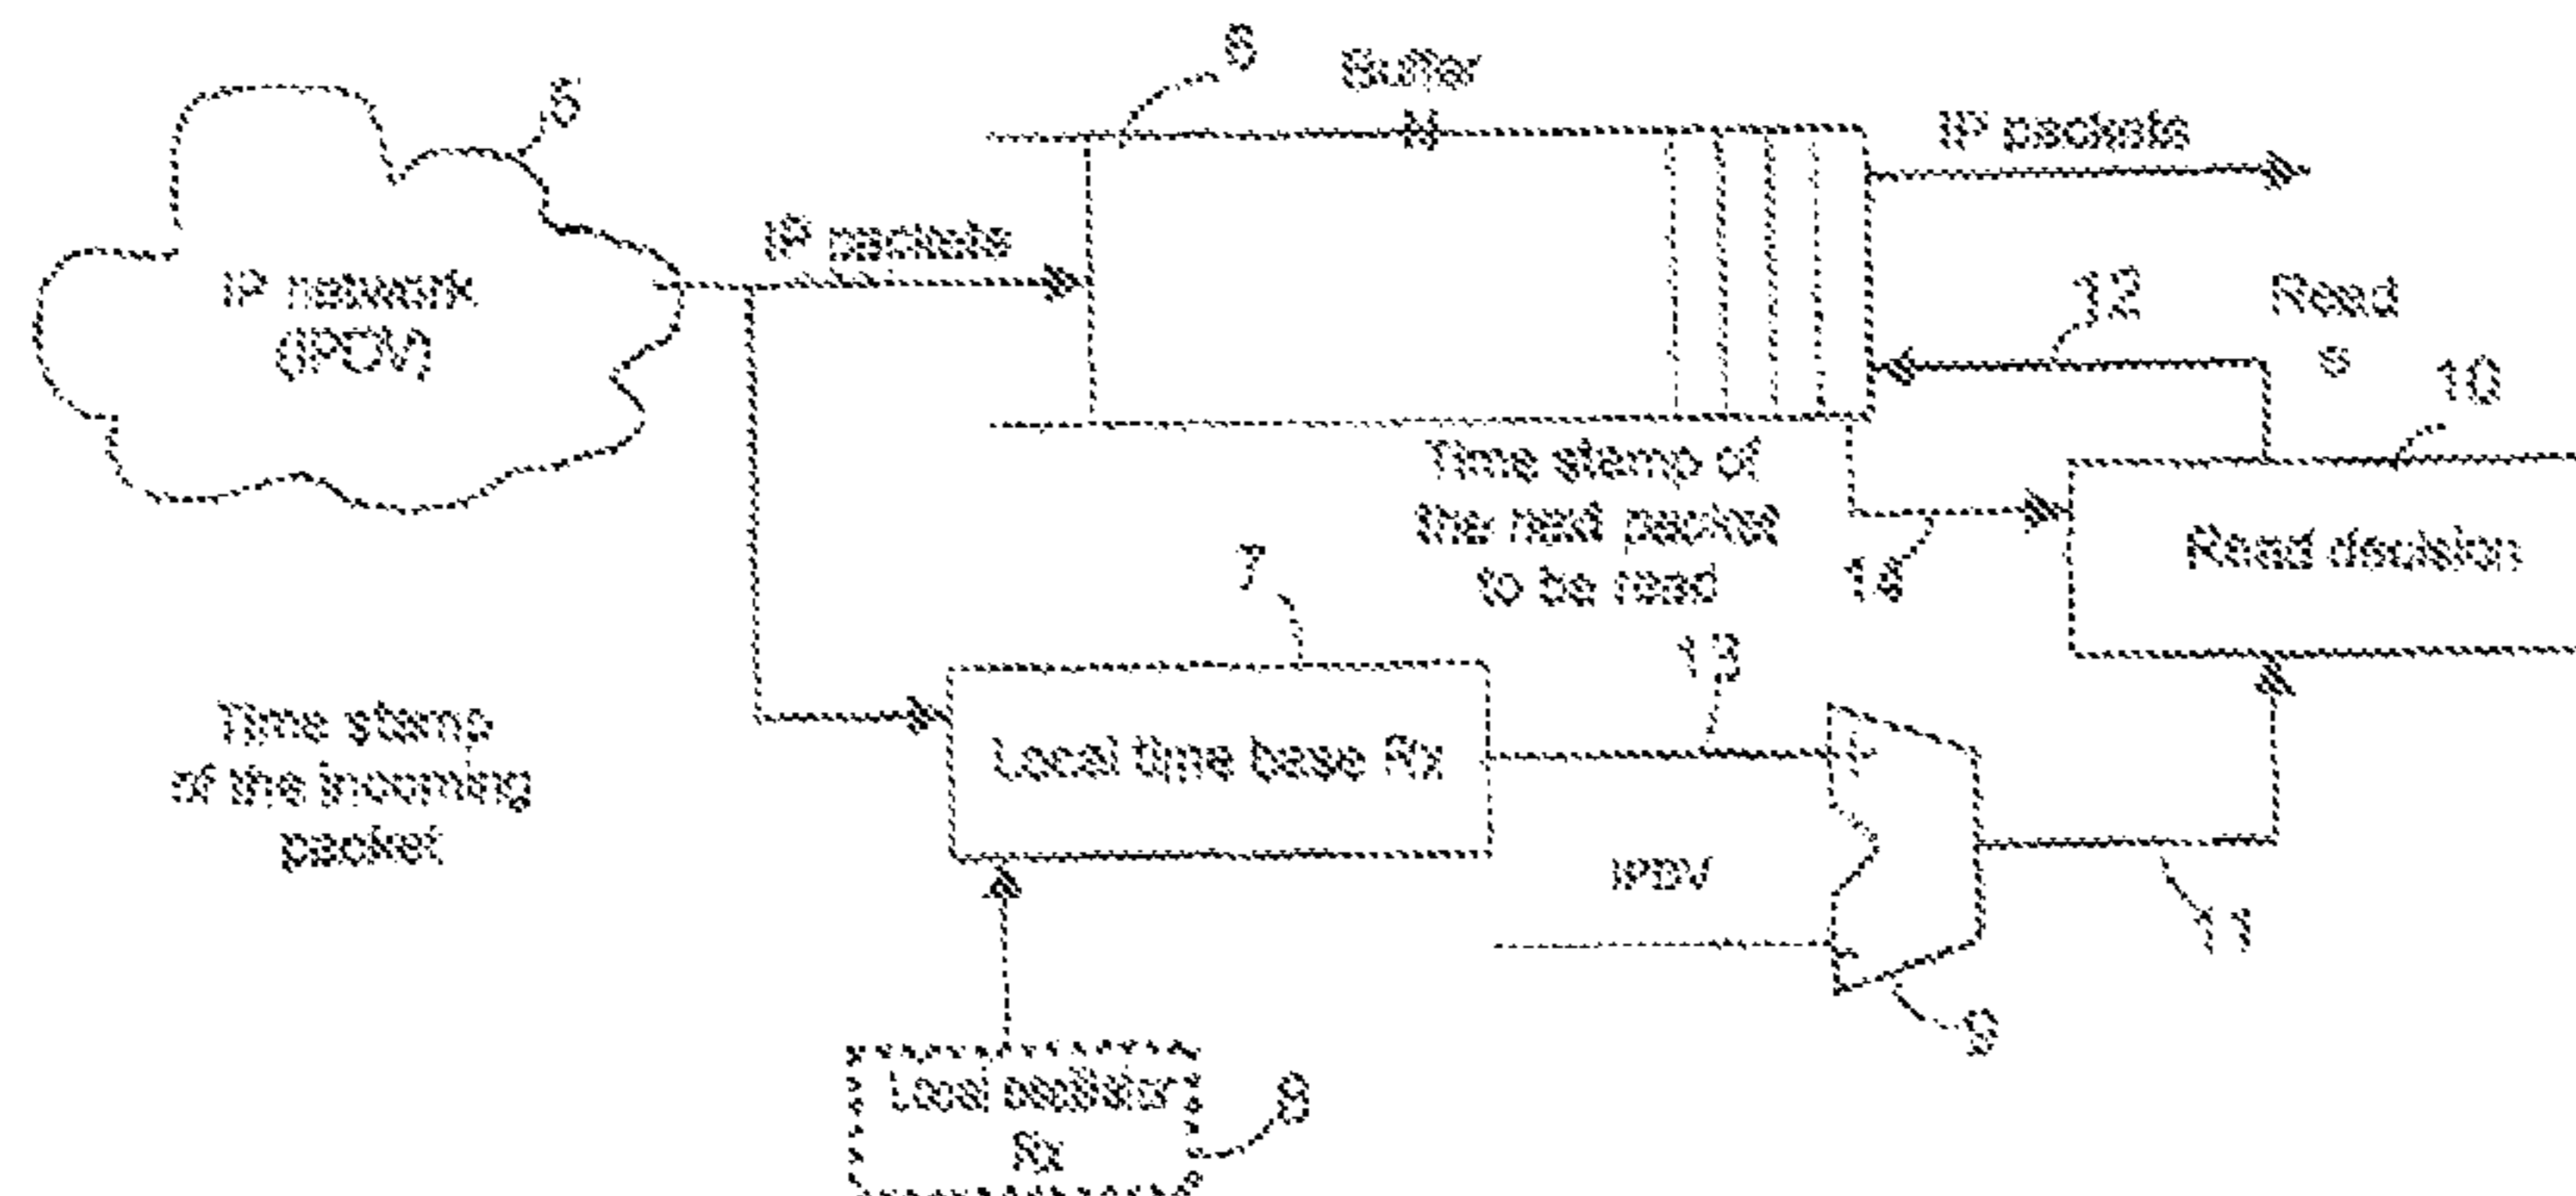 5
6
Buffer
N
IP packets
IP packets
IP network
(IPDV)
12
Read
s
10
Time stamp of
the next packet
to be read
14
Read decision
7
13
Time stamp
of the incoming
packet
Local time base Rx
IPDV
11
9
Local oscillator
Rx
8